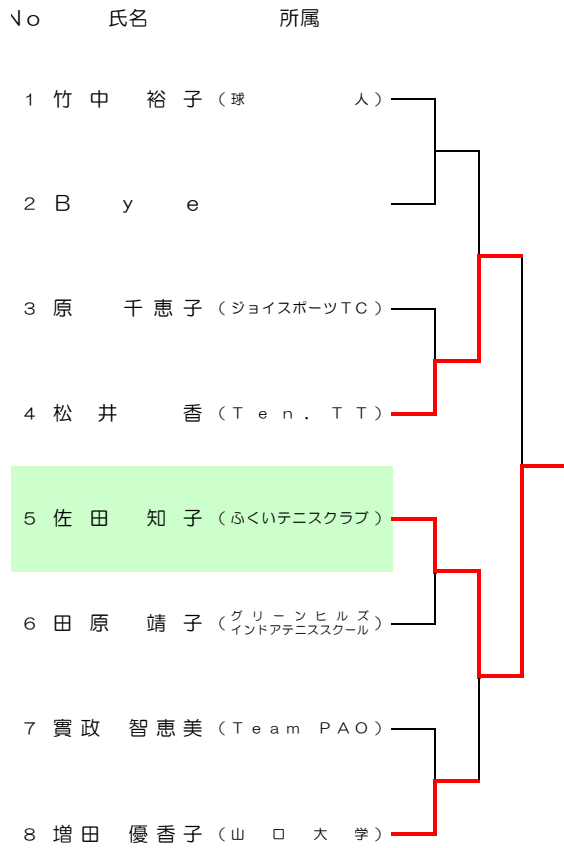 No 氏名 所属
1 竹中 裕子 (球 人)
2 Bye
3 原 千恵子 (ジョイスポーツTC)
4 松井 香 (Ten.TT)
5 佐田 知子 (ふくいテニスクラブ)
6 田原 靖子 (グリーンヒルズ
インドアテニススクール)
7 實政 智恵美 (Team PAO)
8 増田 優香子 (山口大学)